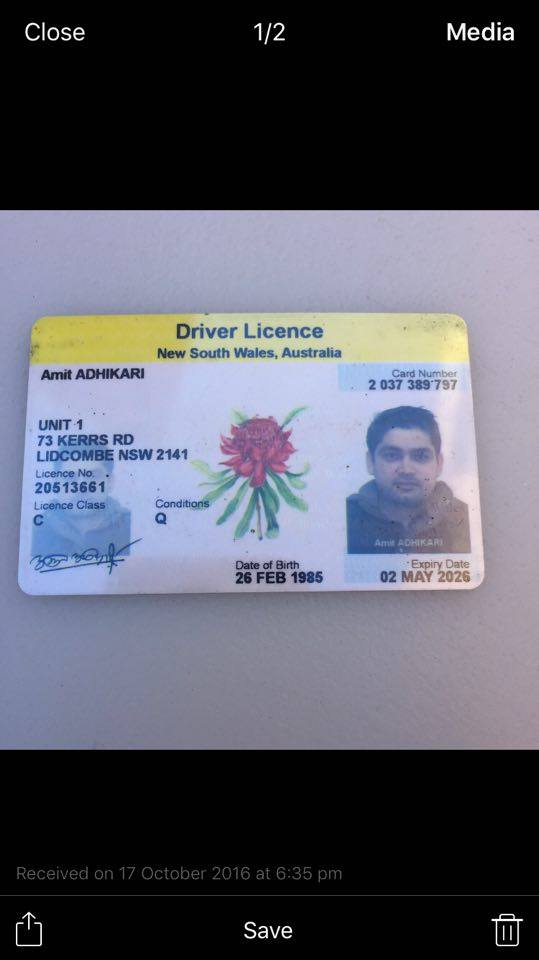 Close
1/2
Media
Driver Licence
New South Wales, Australia
Amit ADHIKARI
Card Number
2 037 389 797
UNIT 1
73 KERRS RD
LIDCOMBE NSW 2141
Licence No.
20513661
Licence Class
C
Conditions
Q
Amit ADHIKARI
Date of Birth
26 FEB 1985
Expiry Date
02 MAY 2026
Received on 17 October 2016 at 6:35 pm
Save